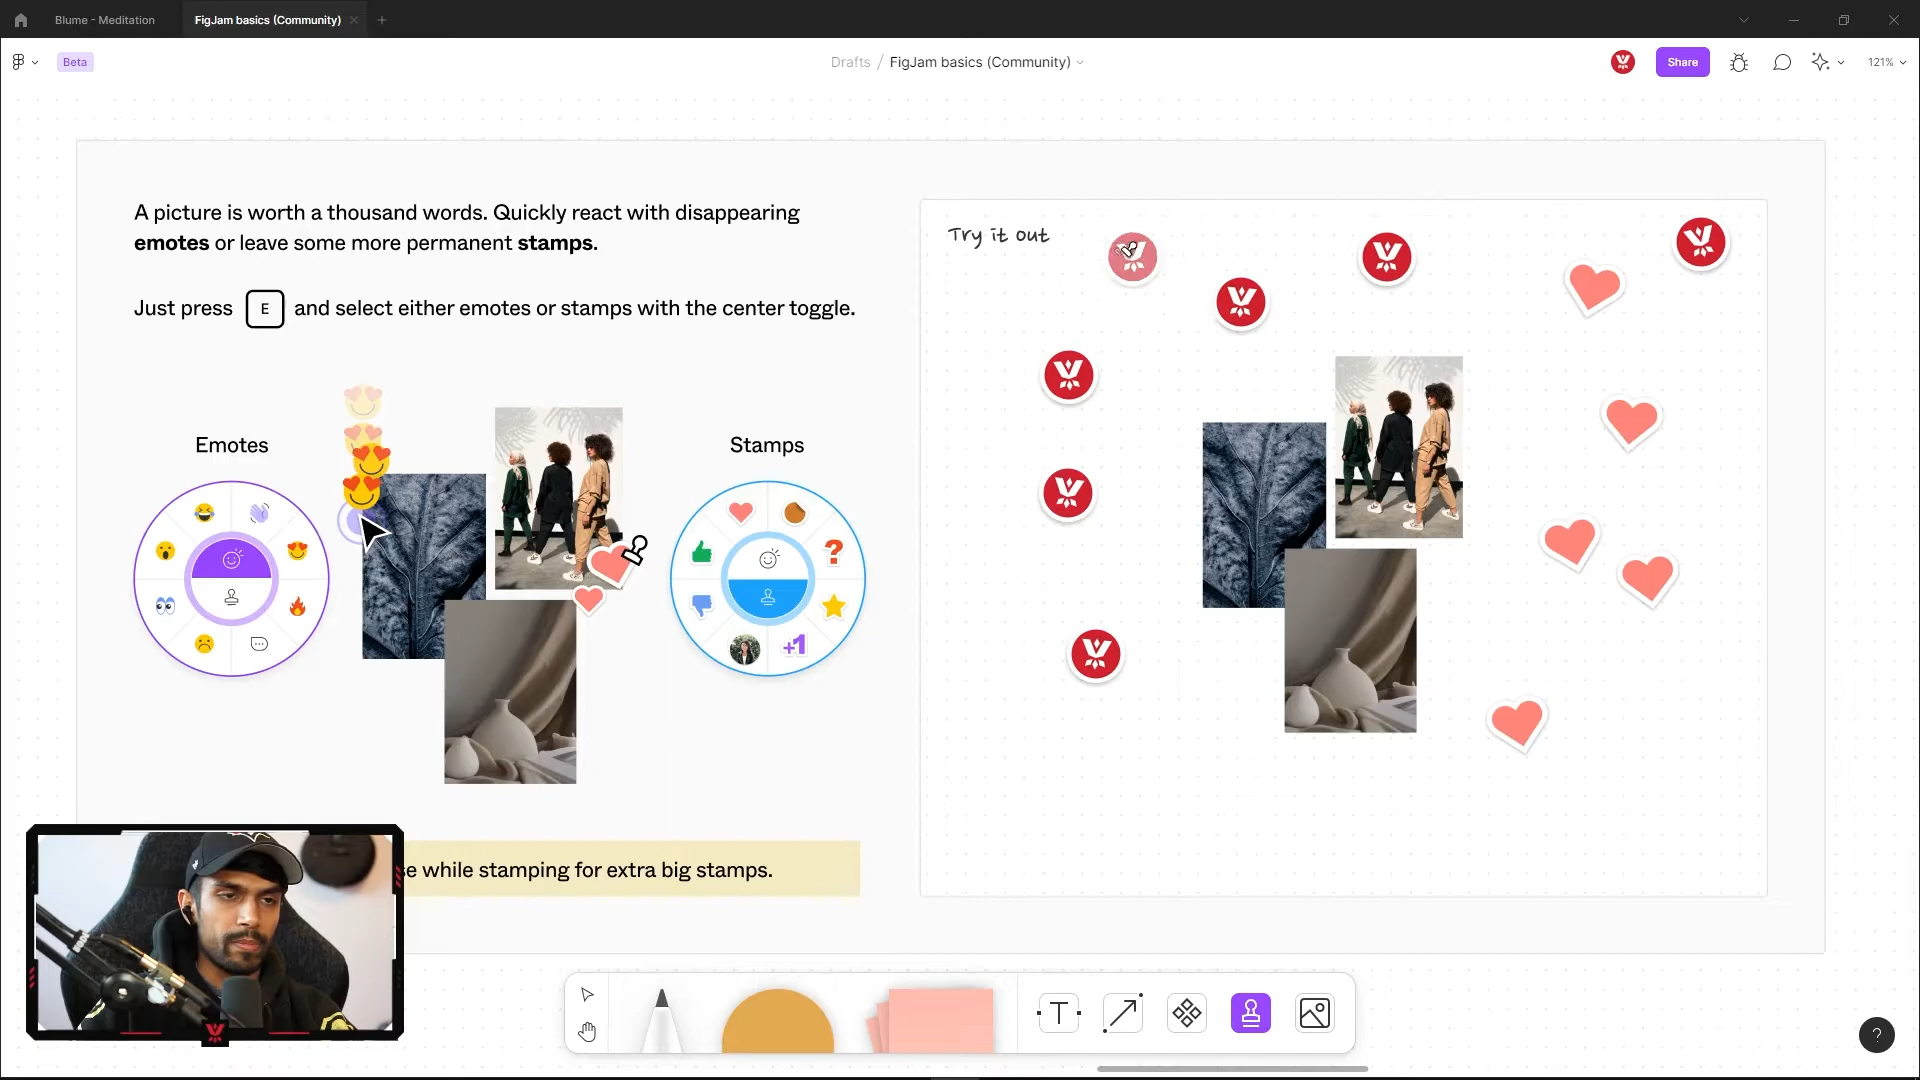 Blume - Meditation
FigJam basics (Community)
Beta
Drafts / FigJam basics (Community)
Share
121%
A picture is worth a thousand words. Quickly react with disappearing
emotes or leave some more permanent stamps.
Just press E and select either emotes or stamps with the center toggle.
Emotes
Stamps
+1
while stamping for extra big stamps.
Try it out
T
?